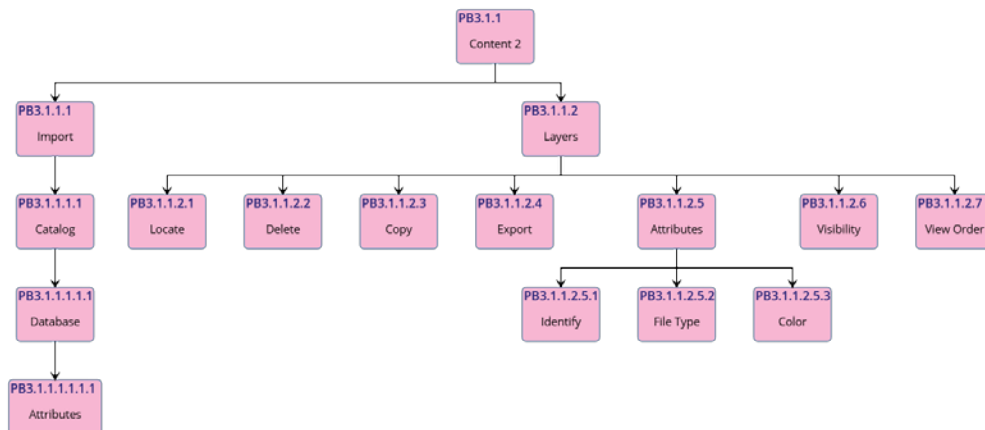 PB3.1.1
Content 2
PB3.1.1.1
Import
PB3.1.1.2
Layers
PB3.1.1.1.1
Catalog
PB3.1.1.2.1
Locate
PB3.1.1.2.2
Delete
PB3.1.1.2.3
Copy
PB3.1.1.2.4
Export
PB3.1.1.2.5
Attributes
PB3.1.1.2.6
Visibility
PB3.1.1.2.7
View Order
PB3.1.1.1.1.1
Database
PB3.1.1.2.5.1
Identify
PB3.1.1.2.5.2
File Type
PB3.1.1.2.5.3
Color
PB3.1.1.1.1.1.1
Attributes